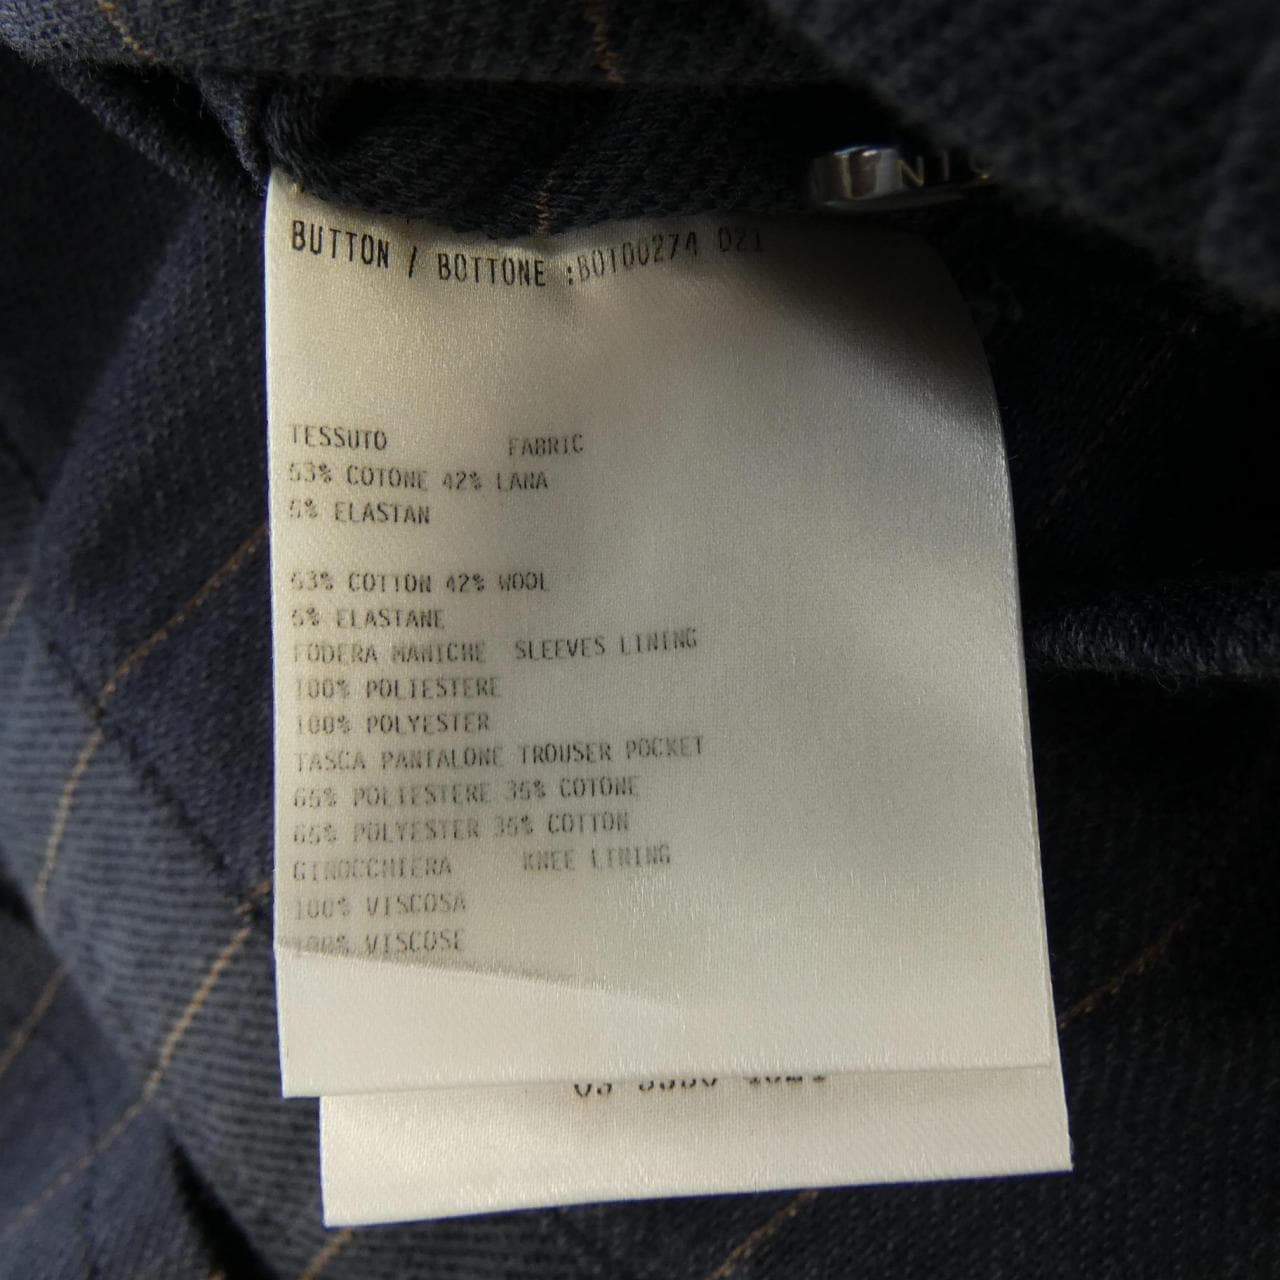 BUTTON / BOTTONE :BOT00274 021
TESSUTO FABRIC
53% COTONE 42% LANA
5% ELASTAN
53% COTTON 42% WOOL
5% ELASTANE
FODERA MANICHE SLEEVES LINING
100% POLIESTERE
100% POLYESTER
TASCA PANTALONE TROUSER POCKET
65% POLIESTERE 35% COTONE
65% POLYESTER 35% COTTON
GINOCCHIERA KNEE LINING
100% VISCOSA
100% VISCOSE